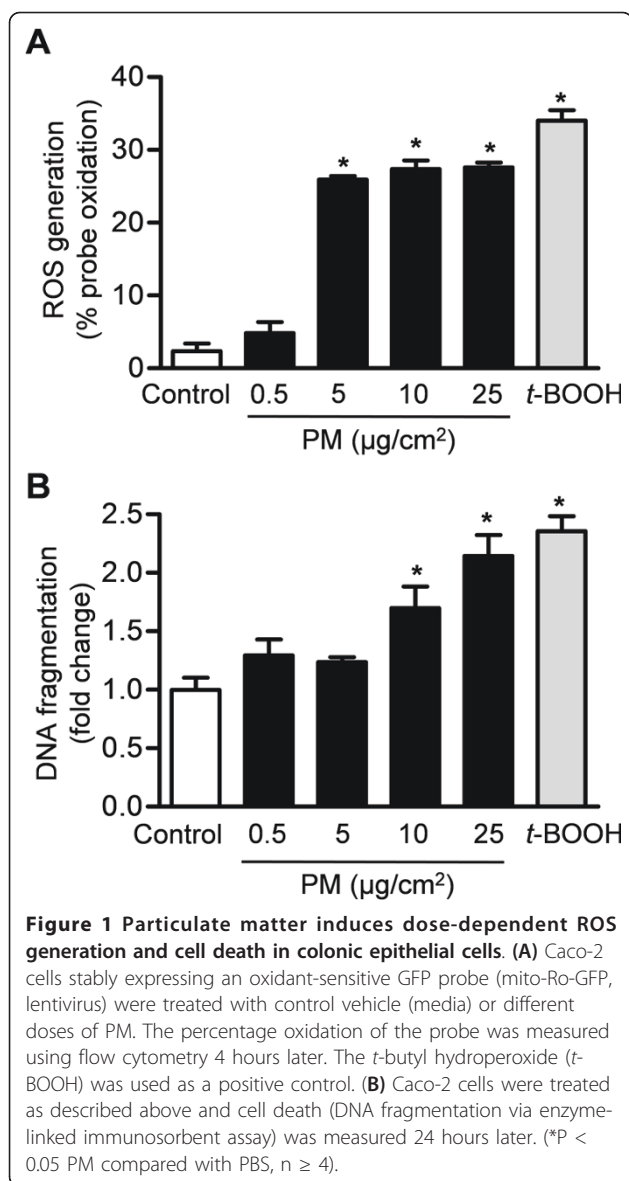 A
40
30
20
10
0
ROS generation
(% probe oxidation)
*
*
*
*
Control 0.5 5 10 25 t-BOOH
PM (µg/cm²)
B
2.5
2.0
1.5
1.0
0.5
0.0
DNA fragmentation
(fold change)
*
*
*
Control 0.5 5 10 25 t-BOOH
PM (µg/cm²)
Figure 1 Particulate matter induces dose-dependent ROS
generation and cell death in colonic epithelial cells. (A) Caco-2
cells stably expressing an oxidant-sensitive GFP probe (mito-Ro-GFP,
lentivirus) were treated with control vehicle (media) or different
doses of PM. The percentage oxidation of the probe was measured
using flow cytometry 4 hours later. The t-butyl hydroperoxide (t-
BOOH) was used as a positive control. (B) Caco-2 cells were treated
as described above and cell death (DNA fragmentation via enzyme-
linked immunosorbent assay) was measured 24 hours later. (*P <
0.05 PM compared with PBS, n ≥ 4).